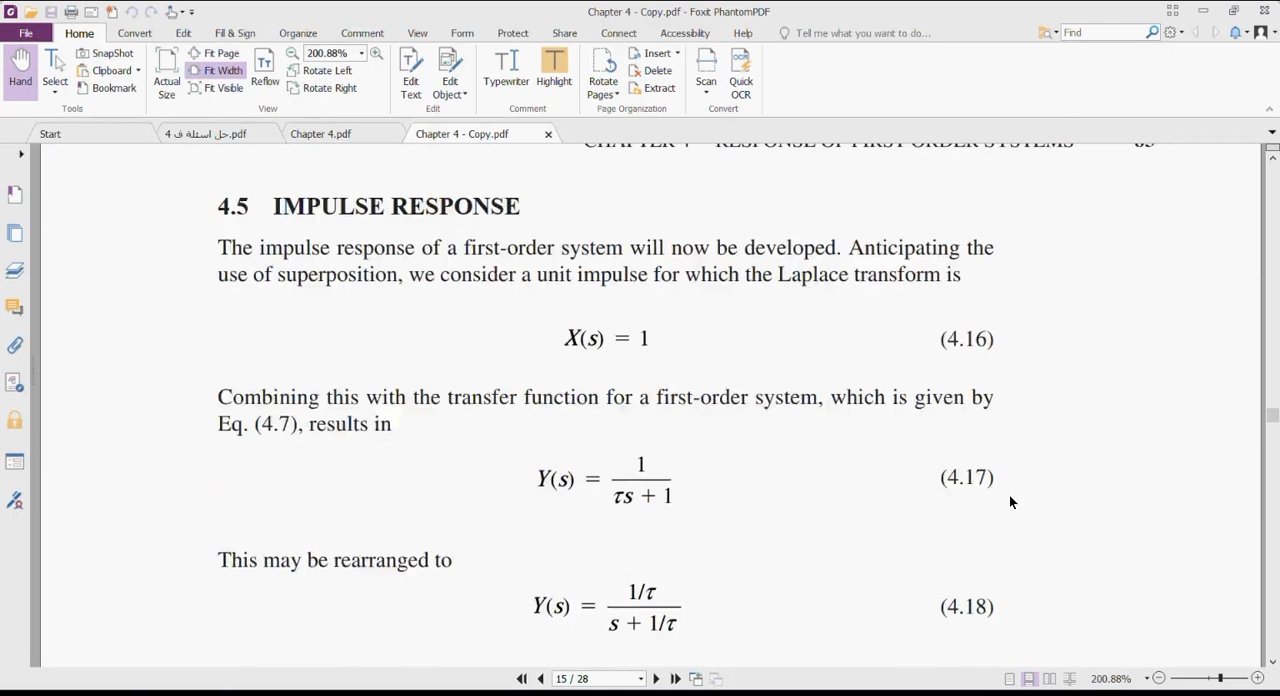 Chapter 4 - Copy.pdf - Foxit PhantomPDF
File Home Convert Edit Fill & Sign Organize Comment View Form Protect Share Connect Accessibility Help Tell me what you want to do... Find
Hand
Select
SnapShot
Clipboard
Bookmark
Tools
Actual Size
Fit Page
Fit Width
Fit Visible
Reflow
200.88%
Rotate Left
Rotate Right
View
Edit Text
Edit Object
Edit
Typewriter
Highlight
Comment
Rotate Pages
Insert
Delete
Extract
Page Organization
Scan
Quick OCR
Convert
Start
حل اسئلة ف 4.pdf
Chapter 4.pdf
Chapter 4 - Copy.pdf
4.5 IMPULSE RESPONSE
The impulse response of a first-order system will now be developed. Anticipating the
use of superposition, we consider a unit impulse for which the Laplace transform is
X(s) = 1 (4.16)
Combining this with the transfer function for a first-order system, which is given by
Eq. (4.7), results in
Y(s) = 1 / (τs + 1) (4.17)
This may be rearranged to
Y(s) = (1/τ) / (s + 1/τ) (4.18)
15 / 28
200.88%